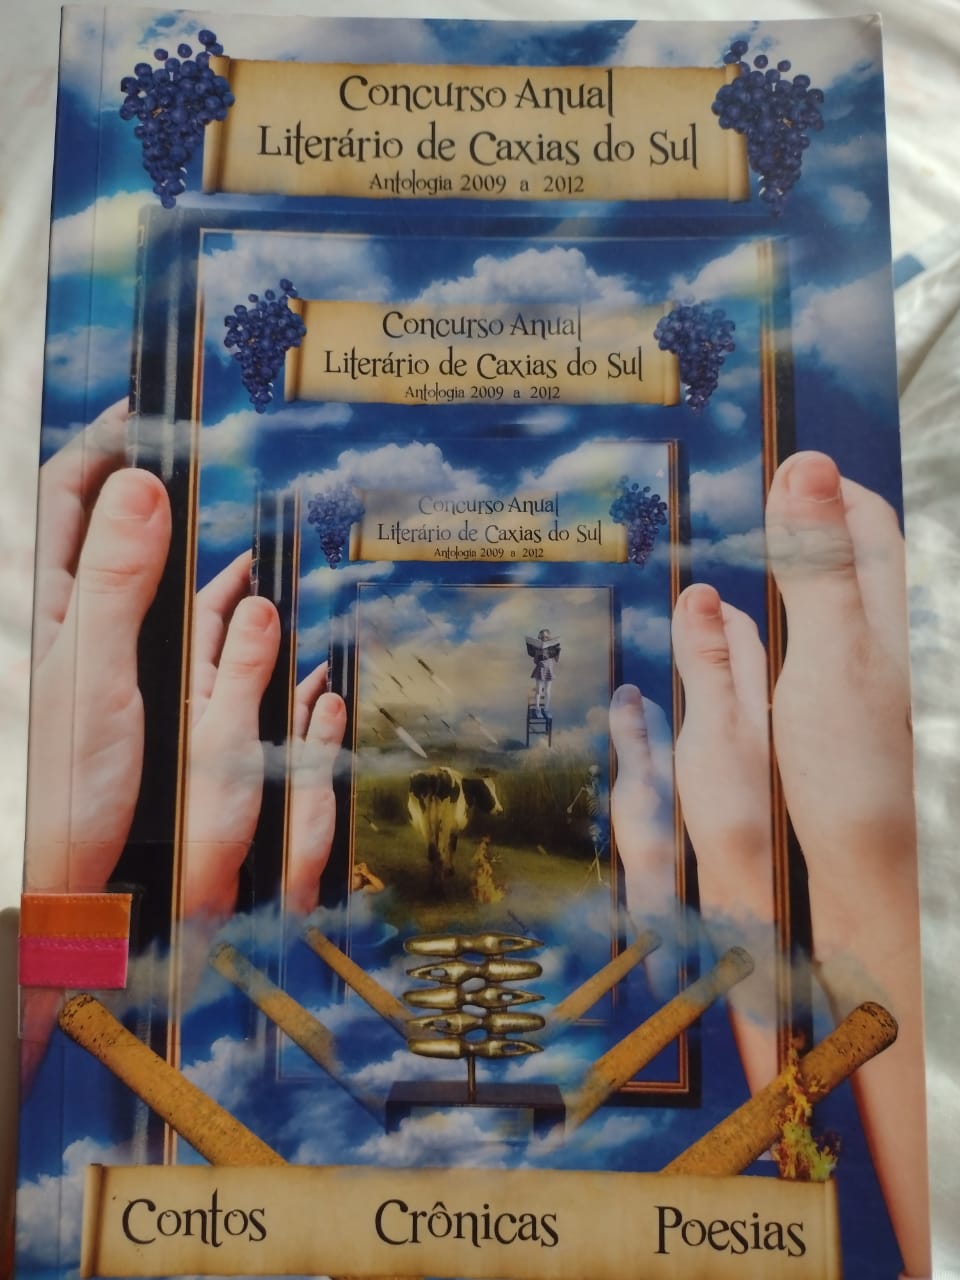 Concurso Anual
Literário de Caxias do Sul
Antologia 2009 a 2012
Concurso Anual
Literário de Caxias do Sul
Antologia 2009 a 2012
Concurso Anual
Literário de Caxias do Sul
Antologia 2009 a 2012
Contos Crônicas Poesias